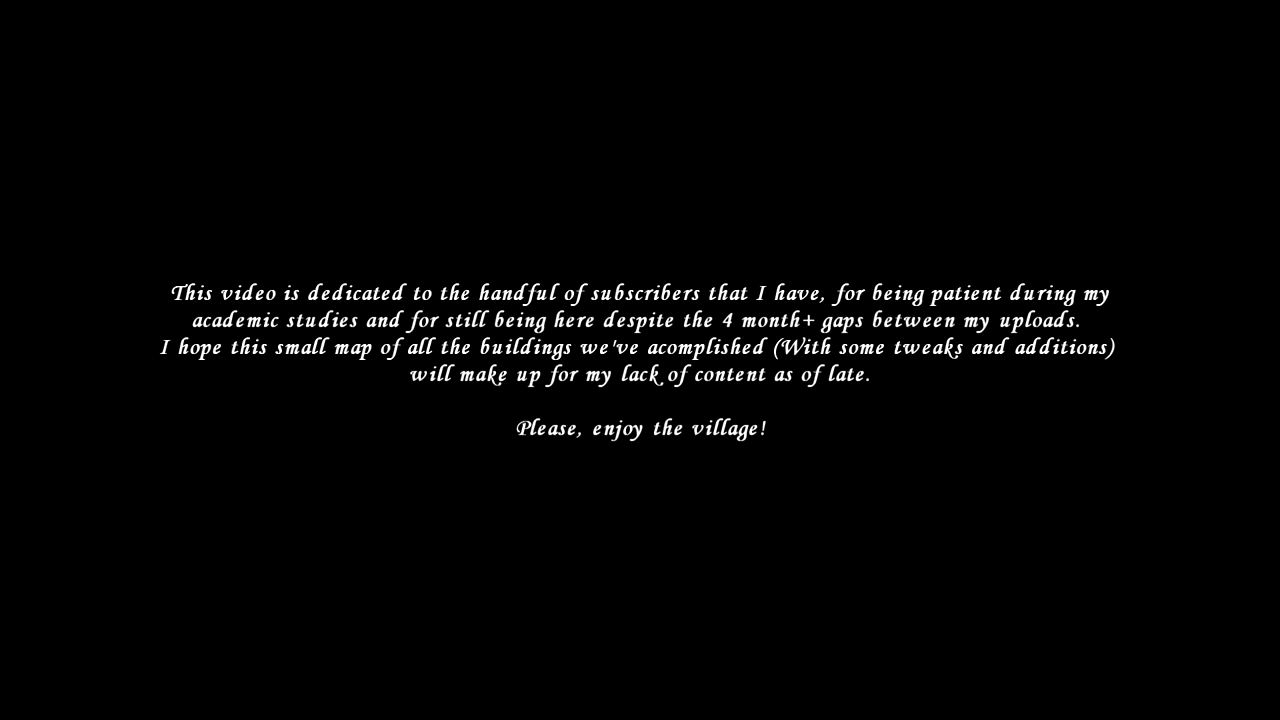 This video is dedicated to the handful of subscribers that I have, for being patient during my
academic studies and for still being here despite the 4 month+ gaps between my uploads.
I hope this small map of all the buildings we've acomplished (With some tweaks and additions)
will make up for my lack of content as of late.
Please, enjoy the village!